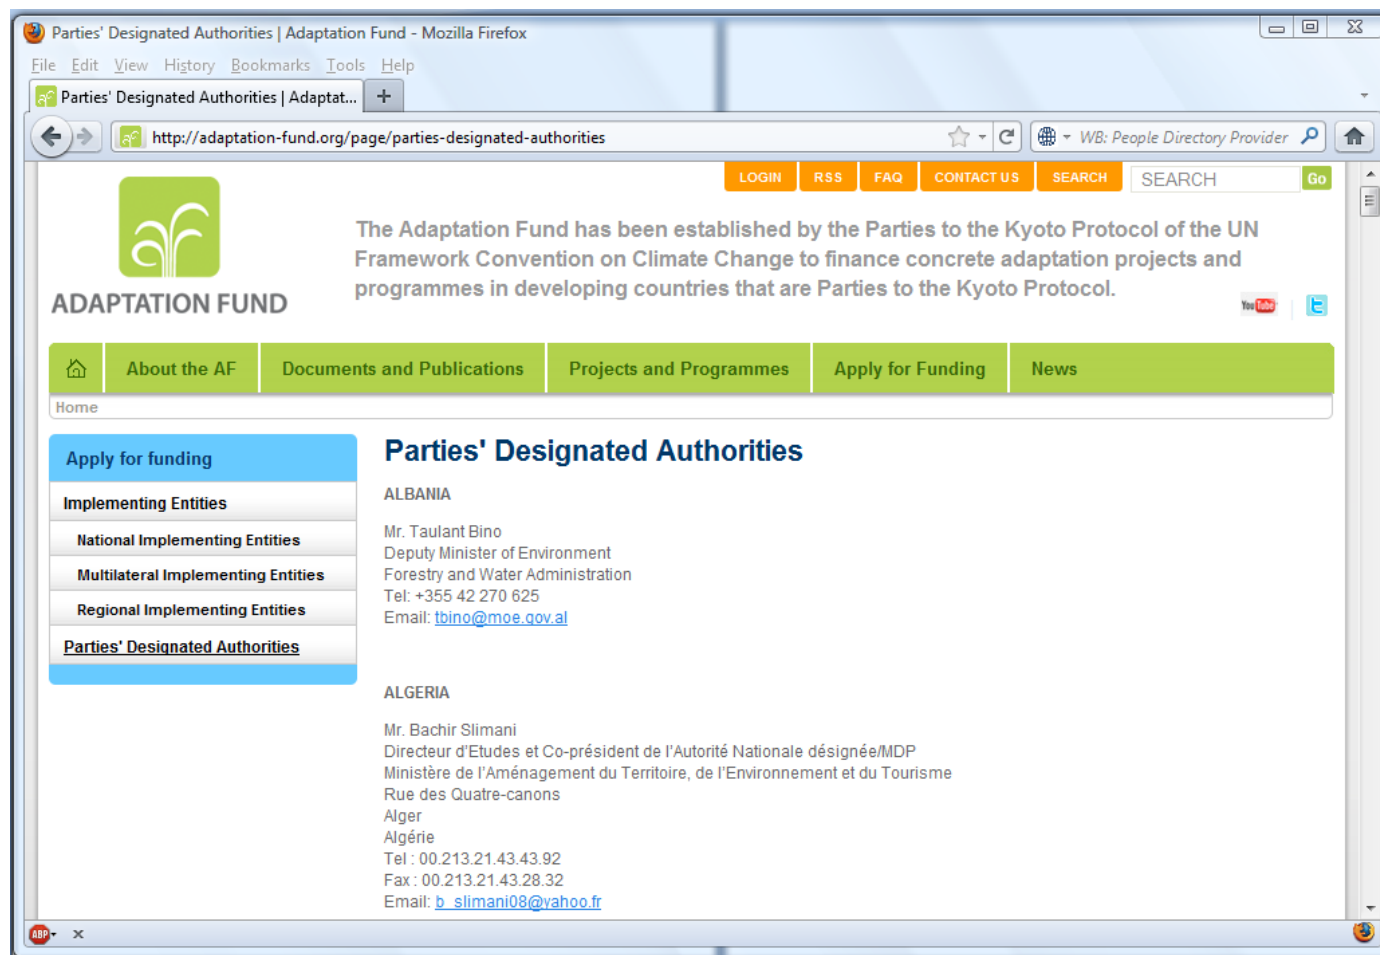 Parties' Designated Authorities | Adaptation Fund - Mozilla Firefox
File Edit View History Bookmarks Tools Help
Parties' Designated Authorities | Adaptat...
http://adaptation-fund.org/page/parties-designated-authorities
WB: People Directory Provider
LOGIN RSS FAQ CONTACT US SEARCH SEARCH Go
The Adaptation Fund has been established by the Parties to the Kyoto Protocol of the UN
Framework Convention on Climate Change to finance concrete adaptation projects and
programmes in developing countries that are Parties to the Kyoto Protocol.
ADAPTATION FUND
You Tube
About the AF Documents and Publications Projects and Programmes Apply for Funding News
Home
Apply for funding
Implementing Entities
National Implementing Entities
Multilateral Implementing Entities
Regional Implementing Entities
Parties' Designated Authorities
Parties' Designated Authorities
ALBANIA
Mr. Taulant Bino
Deputy Minister of Environment
Forestry and Water Administration
Tel: +355 42 270 625
Email: tbino@moe.gov.al
ALGERIA
Mr. Bachir Slimani
Directeur d'Etudes et Co-président de l'Autorité Nationale désignée/MDP
Ministère de l'Aménagement du Territoire, de l'Environnement et du Tourisme
Rue des Quatre-canons
Alger
Algérie
Tel : 00.213.21.43.43.92
Fax : 00.213.21.43.28.32
Email: b_slimani08@yahoo.fr
ABP